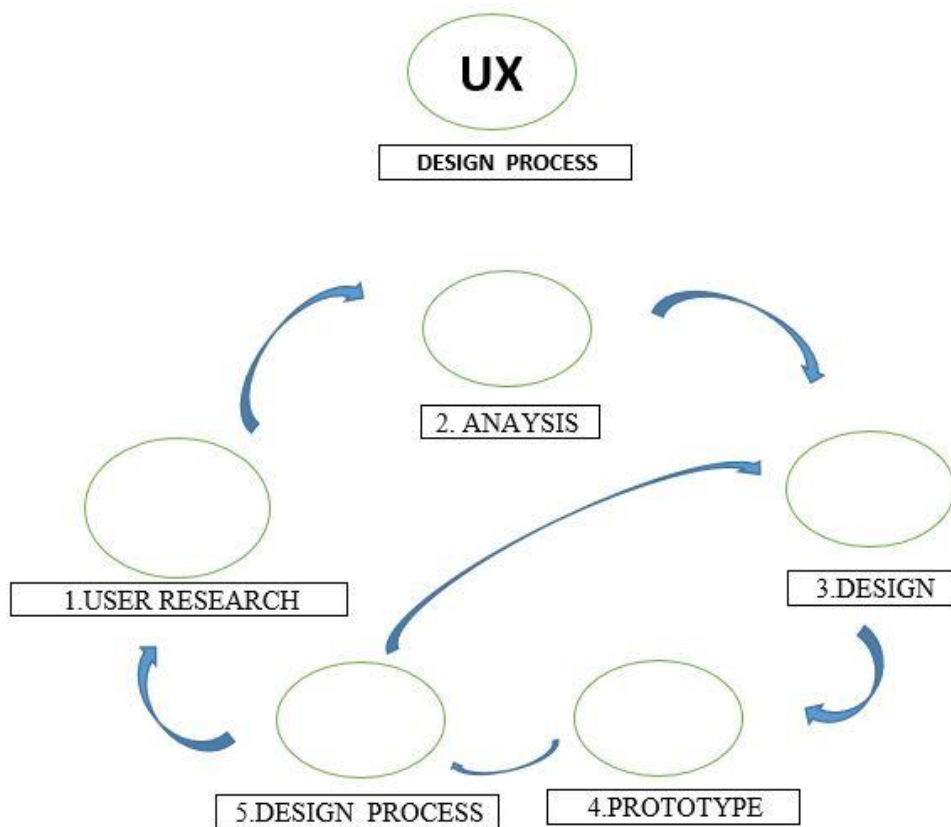 UX
DESIGN PROCESS
2. ANAYSIS
1.USER RESEARCH
3.DESIGN
5.DESIGN PROCESS
4.PROTOTYPE